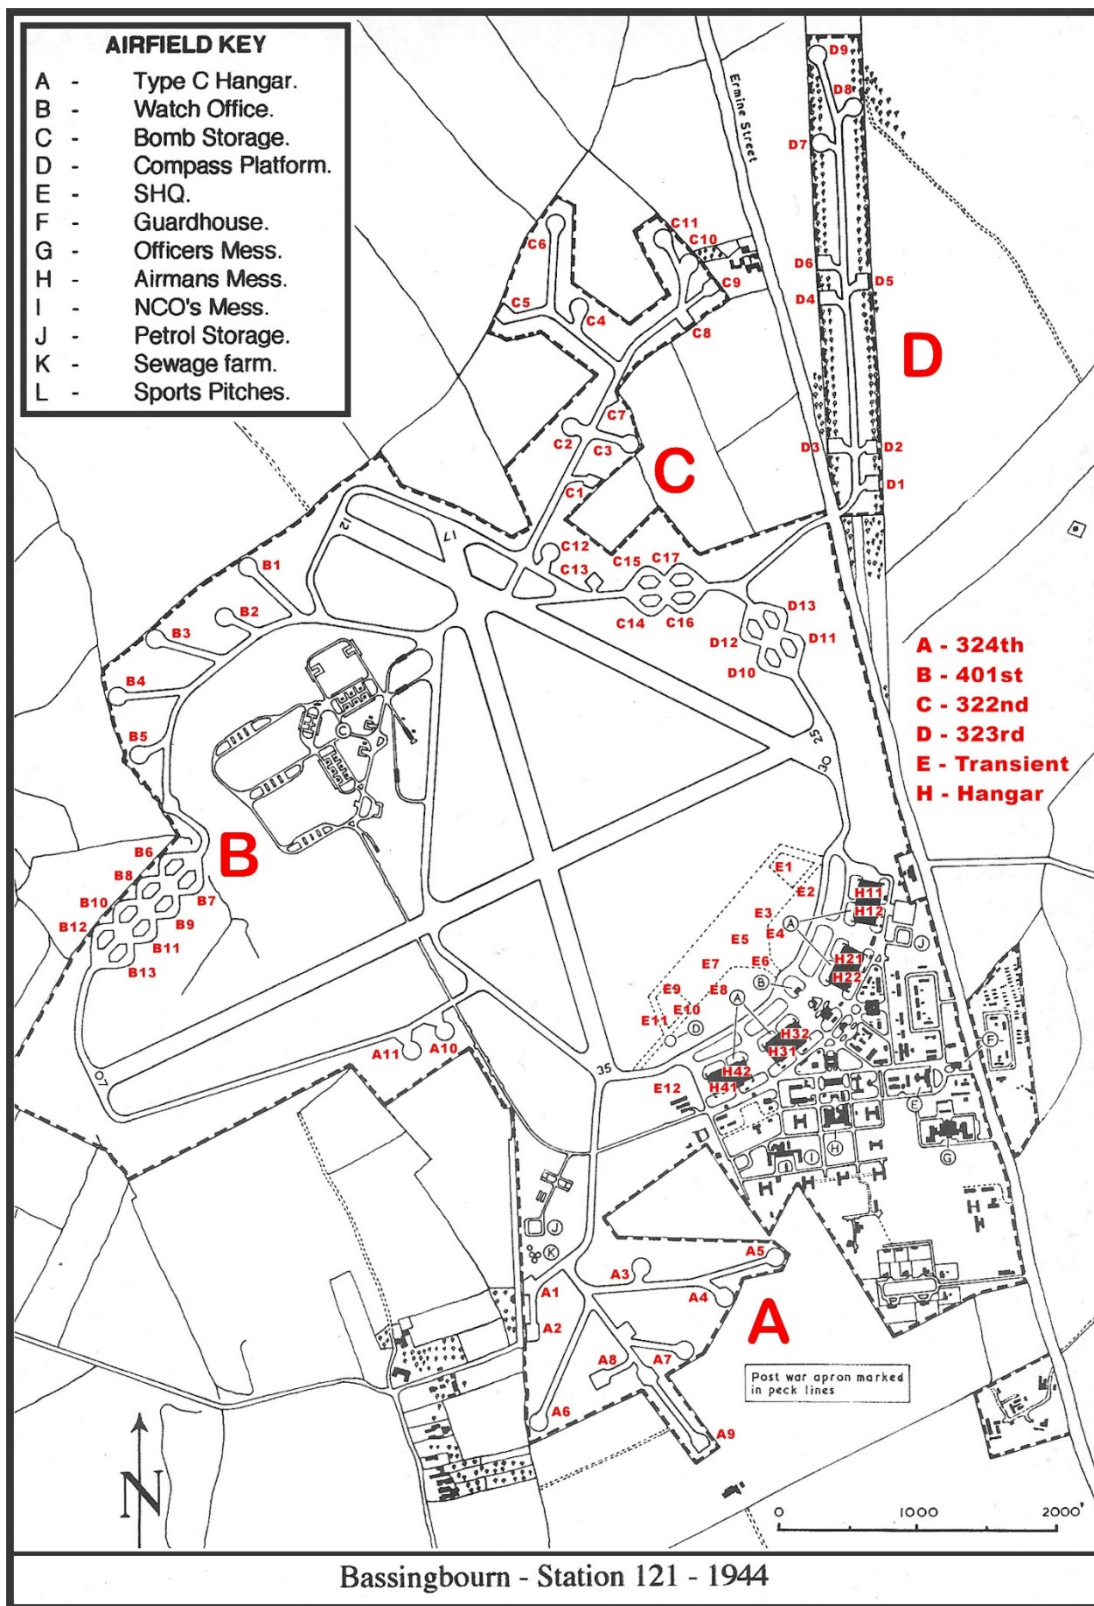 AIRFIELD KEY
A - Type C Hangar.
B - Watch Office.
C - Bomb Storage.
D - Compass Platform.
E - SHQ.
F - Guardhouse.
G - Officers Mess.
H - Airmans Mess.
I - NCO's Mess.
J - Petrol Storage.
K - Sewage farm.
L - Sports Pitches.
Ermine Street
D9
D8
D7
D6
D5
D4
D
D3
D2
D1
C11
C10
C6
C9
C5
C4
C8
C7
C2
C3
C
C1
12
17
C12
C13
C15
C17
C14
C16
D13
D12
D11
D10
B1
B2
B3
B4
B5
C
A - 324th
B - 401st
C - 322nd
D - 323rd
E - Transient
H - Hangar
25
30
B
B6
B8
B7
B10
B9
B12
B11
B13
E1
E2
E3
E4
E5
E6
E7
E8
E9
E10
E11
E12
A
B
A
D
H11
H12
H21
H22
H32
H31
H42
H41
J
F
E
G
H
I
A10
A11
07
35
J
K
A5
A3
A4
A
A1
A2
A7
A8
A6
A9
Post war apron marked
in peck lines
N
0 1000 2000'
Bassingbourn - Station 121 - 1944